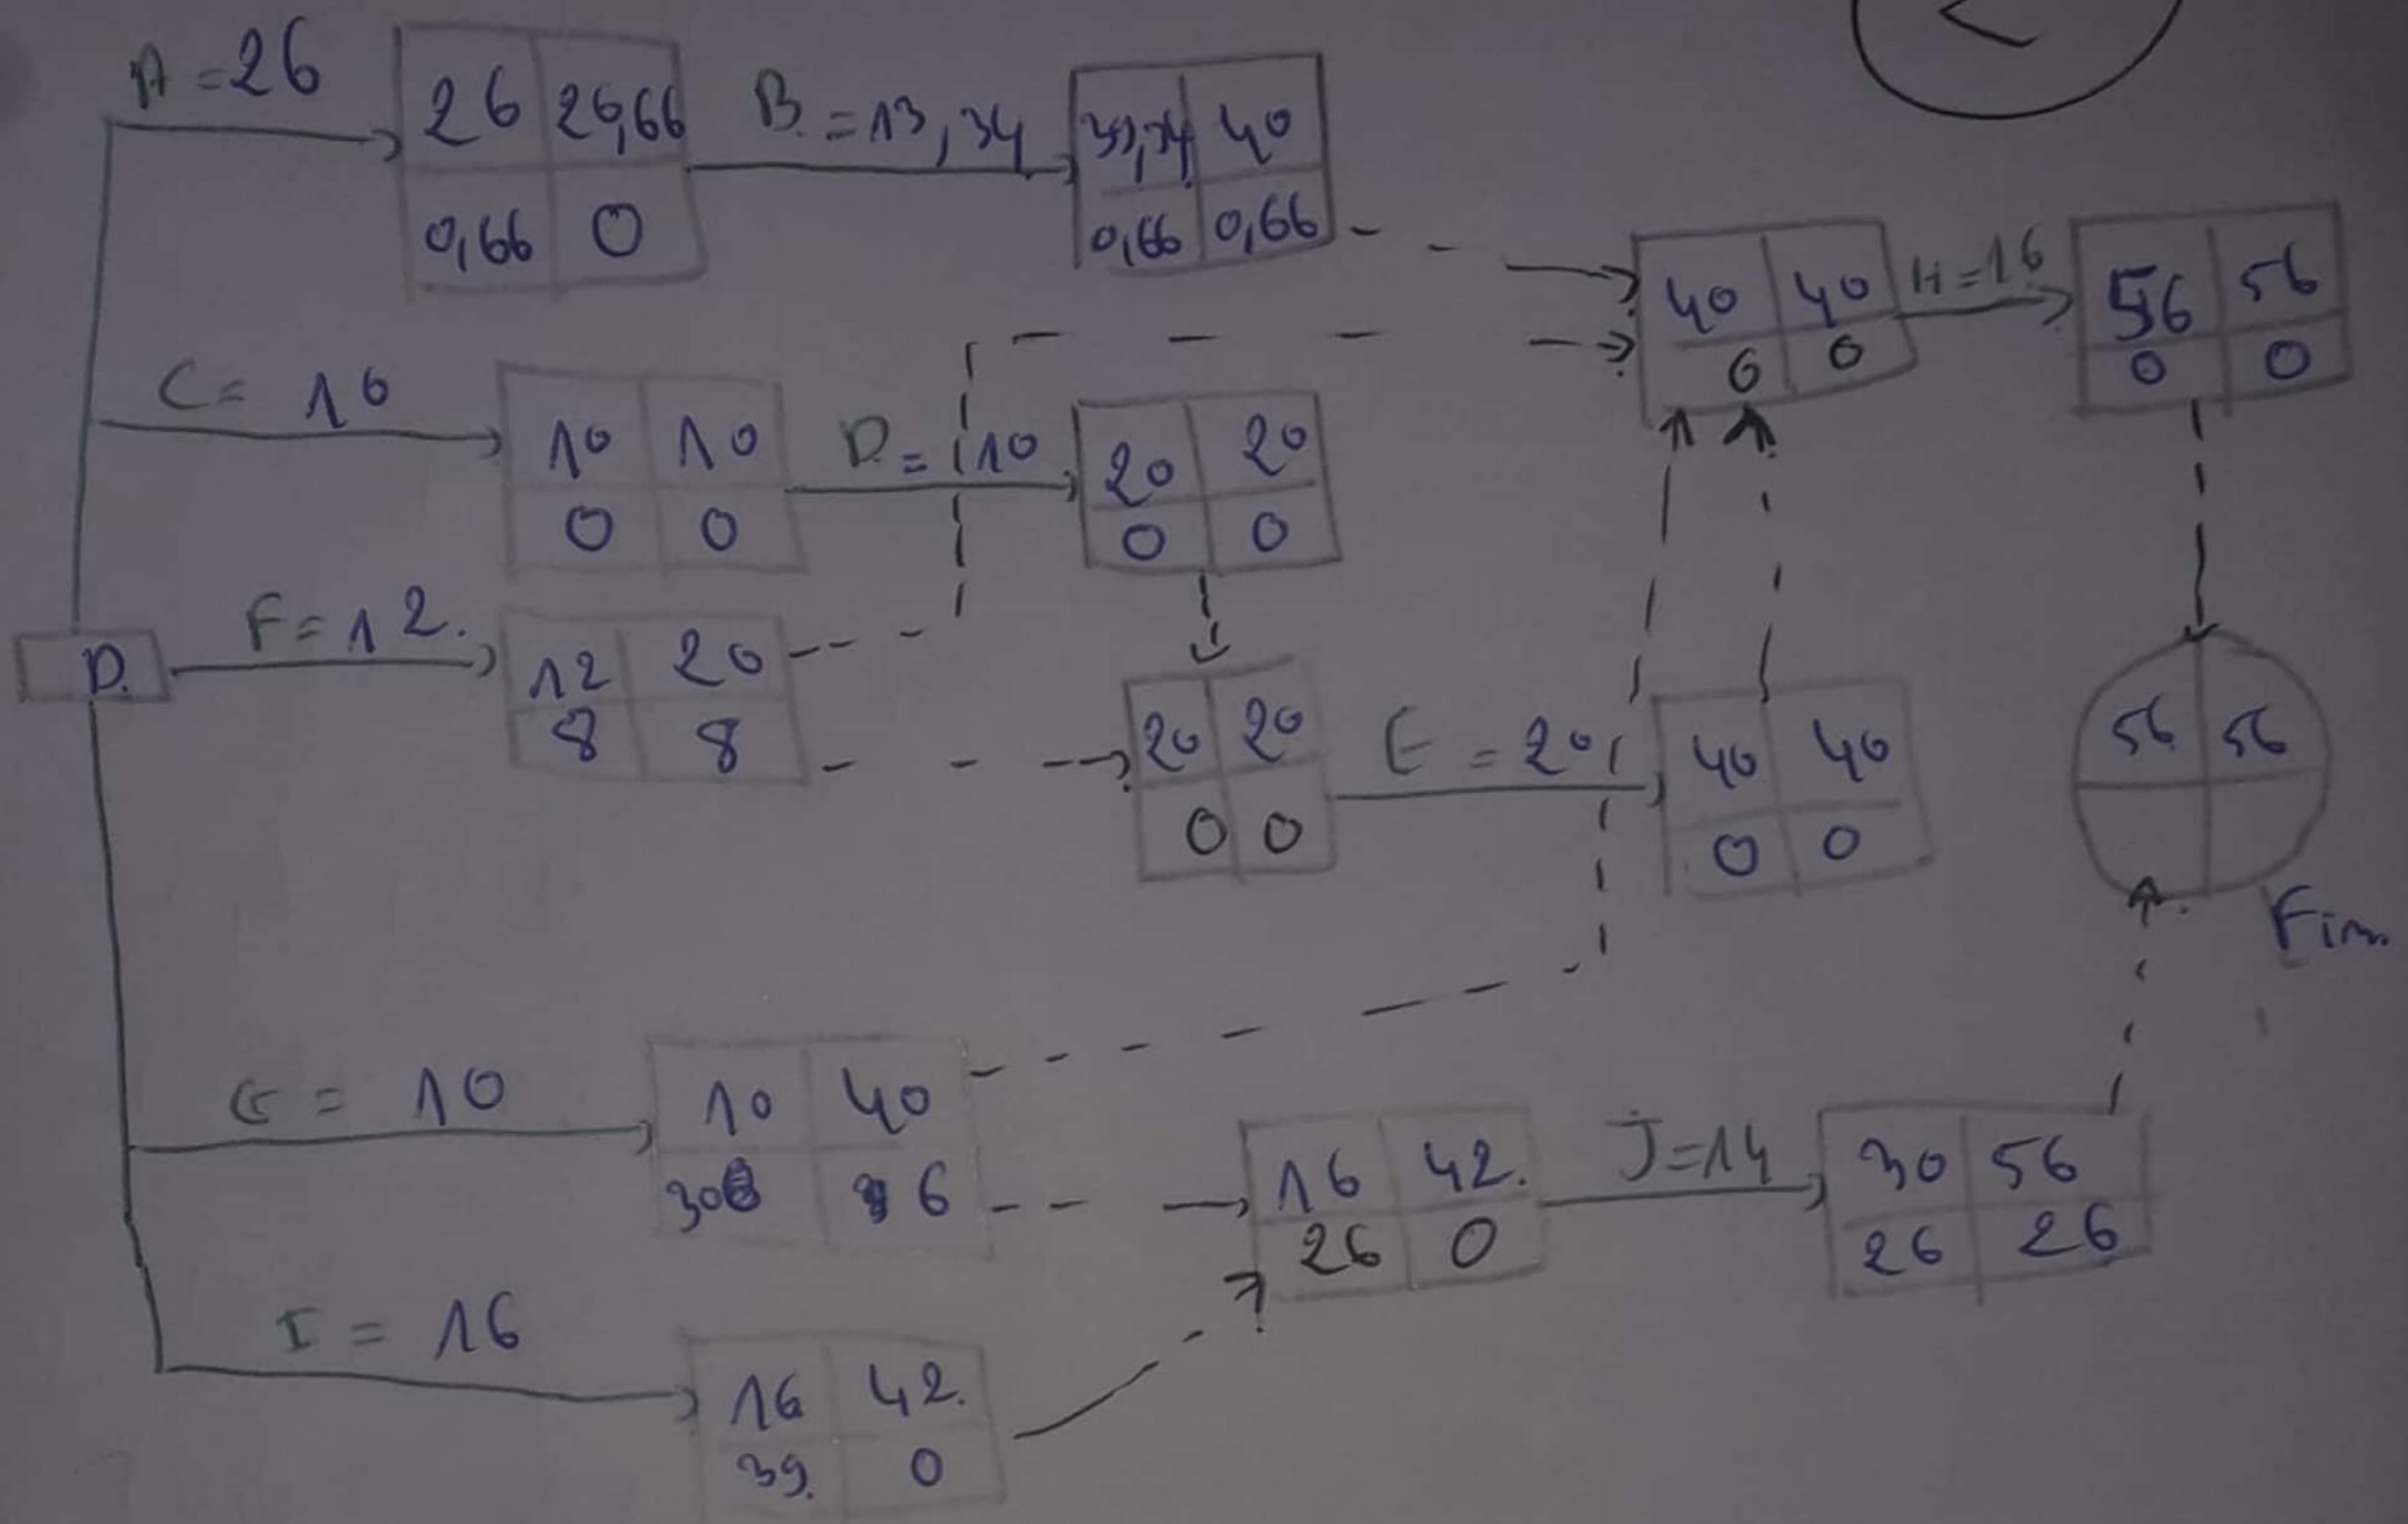 A = 26
26 26,66
0,66 0
B. = 13,34
39,34 40
0,66 0,66
40 40
0 0
H = 16
56 56
0 0
C = 10
10 10
0 0
D. = 10
20 20
0 0
D.
F = 12.
12 20
8 8
20 20
0 0
E = 20
40 40
0 0
56 56
Fin
G = 10
10 40
30 6
16 42.
26 0
J = 14
30 56
26 26
I = 16
16 42.
39. 0